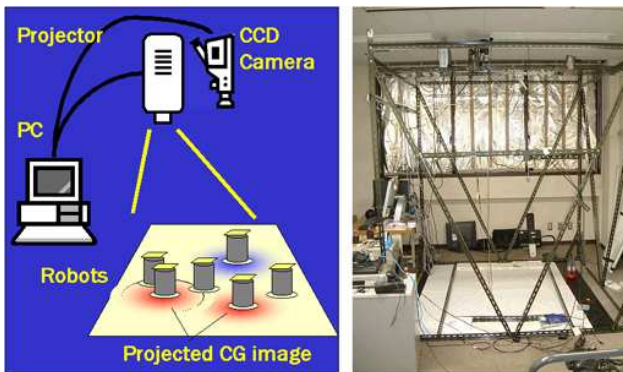 Projector
CCD
Camera
PC
Robots
Projected CG image